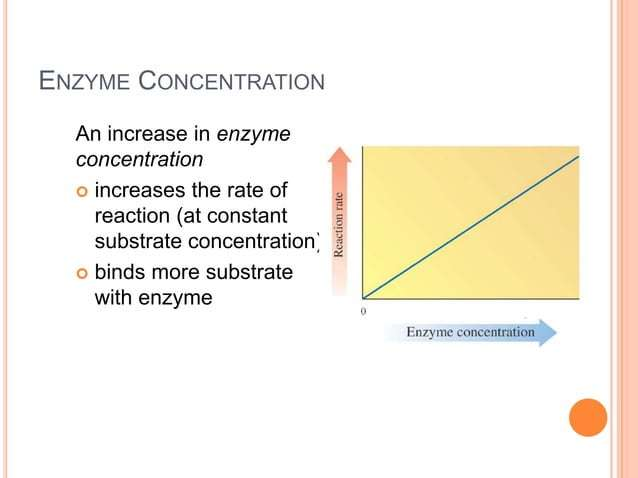 ENZYME CONCENTRATION
An increase in enzyme
concentration
increases the rate of
reaction (at constant
substrate concentration)
binds more substrate
with enzyme
Reaction rate
0
Enzyme concentration